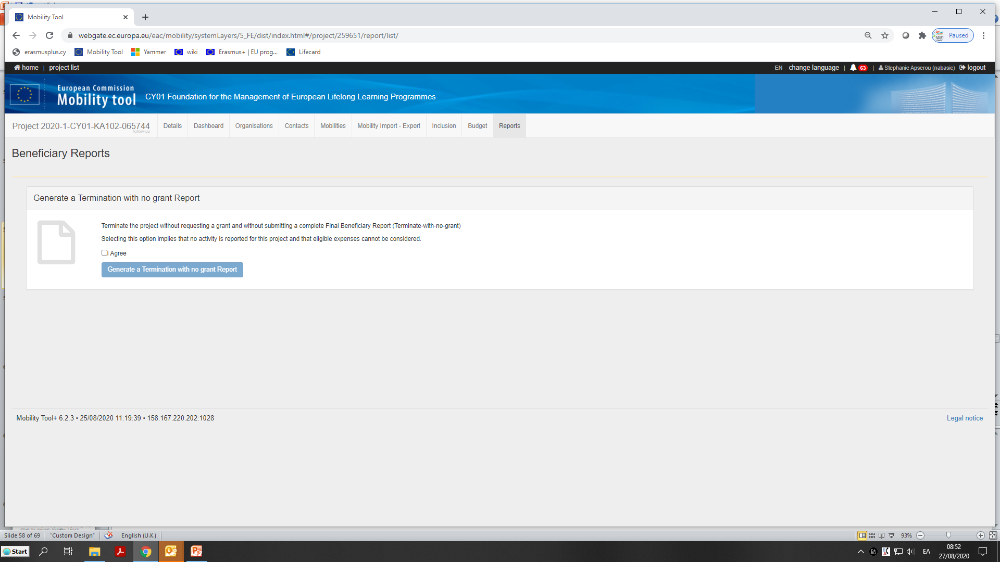 Mobility Tool
webgate.ec.europa.eu/eac/mobility/systemLayers/5_FE/dist/index.html#/project/259651/report/list/
Paused
erasmusplus.cy Mobility Tool Yammer wiki Erasmus+ | EU prog... Lifecard
home | project list EN change language | 63 | Stephanie Apserou (nabasic) logout
European Commission
Mobility tool CY01 Foundation for the Management of European Lifelong Learning Programmes
Project 2020-1-CY01-KA102-065744 Details Dashboard Organisations Contacts Mobilities Mobility Import - Export Inclusion Budget Reports
follow-up
Beneficiary Reports
Generate a Termination with no grant Report
Terminate the project without requesting a grant and without submitting a complete Final Beneficiary Report (Terminate-with-no-grant)
Selecting this option implies that no activity is reported for this project and that eligible expenses cannot be considered.
I Agree
Generate a Termination with no grant Report
Mobility Tool+ 6.2.3 • 25/08/2020 11:19:39 • 158.167.220.202:1028 Legal notice
Slide 58 of 69 "Custom Design" English (U.K.) 93%
Start ΕΛ 08:52
27/08/2020